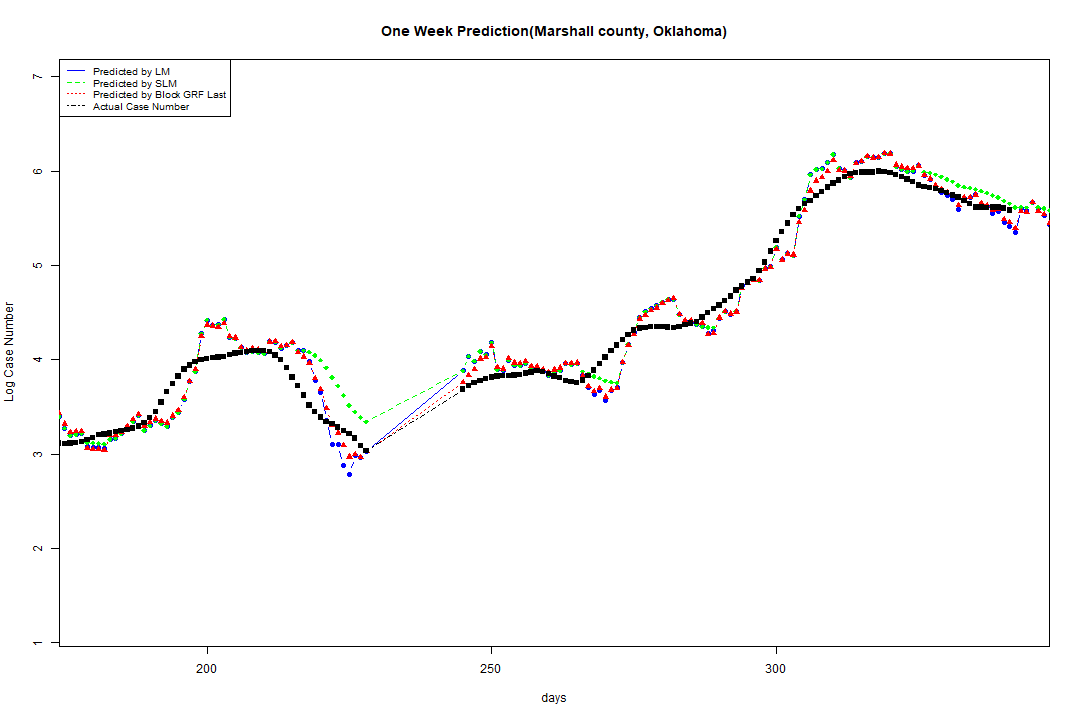 One Week Prediction(Marshall county, Oklahoma)
Predicted by LM
Predicted by SLM
Predicted by Block GRF Last
Actual Case Number
7
6
5
4
3
2
1
Log Case Number
200 250 300
days